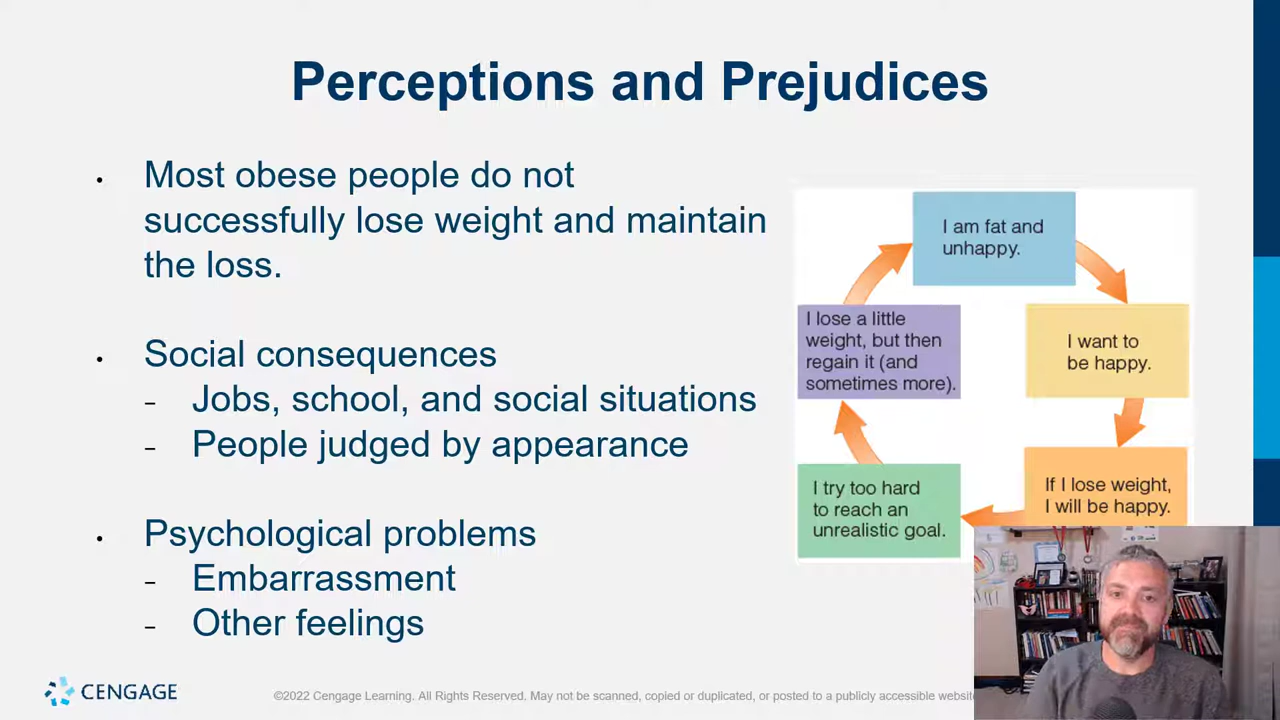 Perceptions and Prejudices
• Most obese people do not
successfully lose weight and maintain
the loss.
• Social consequences
- Jobs, school, and social situations
- People judged by appearance
• Psychological problems
- Embarrassment
- Other feelings
I am fat and
unhappy.
I want to
be happy.
If I lose weight,
I will be happy.
I try too hard
to reach an
unrealistic goal.
I lose a little
weight, but then
regain it (and
sometimes more).
CENGAGE
©2022 Cengage Learning. All Rights Reserved. May not be scanned, copied or duplicated, or posted to a publicly accessible website